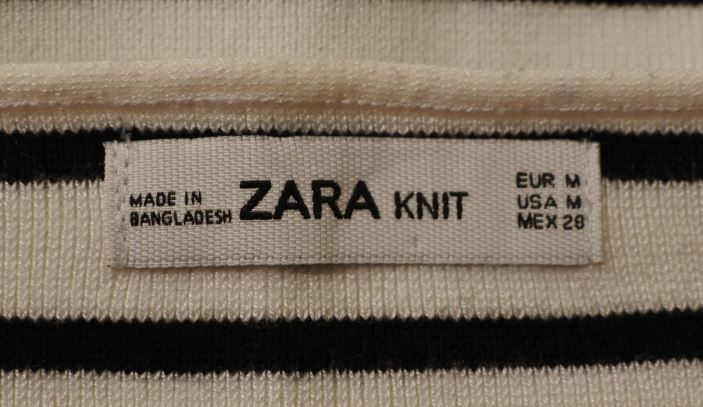 MADE IN
BANGLADESH
ZARA KNIT
EUR M
USA M
MEX 28